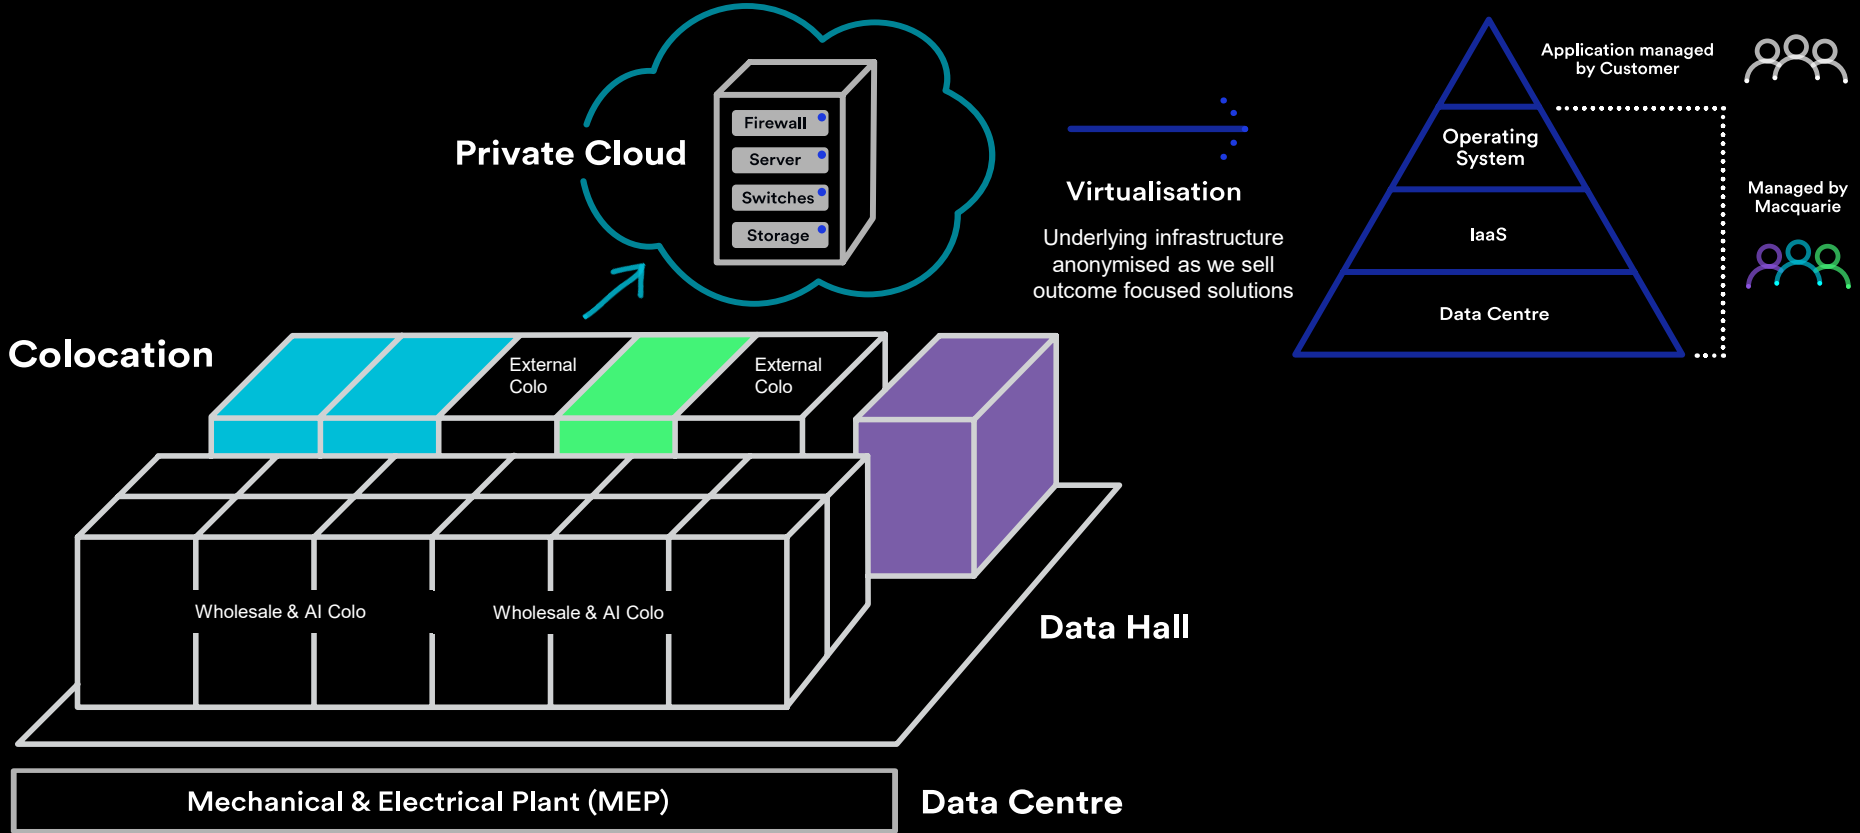 Private Cloud
Firewall
Server
Switches
Storage
Virtualisation
Underlying infrastructure
anonymised as we sell
outcome focused solutions
Application managed
by Customer
Operating
System
IaaS
Data Centre
Managed by
Macquarie
Colocation
External
Colo
External
Colo
Wholesale & AI Colo
Wholesale & AI Colo
Data Hall
Mechanical & Electrical Plant (MEP)
Data Centre